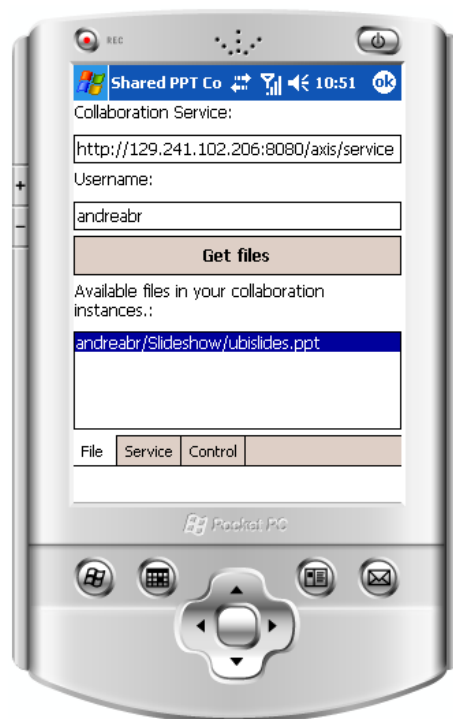 REC
Shared PPT Co 10:51 ok
Collaboration Service:
http://129.241.102.206:8080/axis/service
Username:
andreabr
Get files
Available files in your collaboration
instances.:
andreabr/Slideshow/ubislides.ppt
File Service Control
Pocket PC